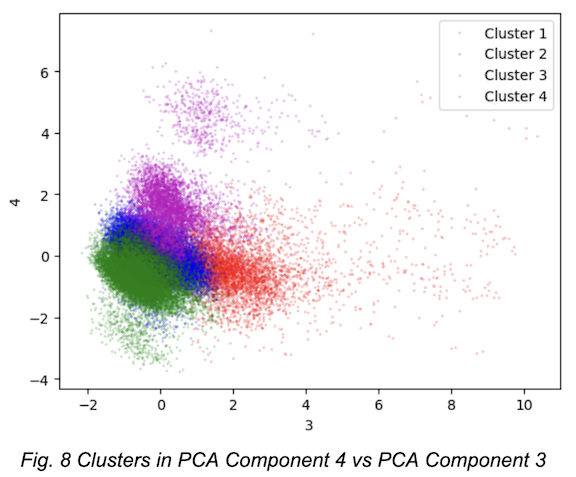 Cluster 1
Cluster 2
Cluster 3
Cluster 4
6
4
2
0
−2
−4
4
−2 0 2 4 6 8 10
3
Fig. 8 Clusters in PCA Component 4 vs PCA Component 3